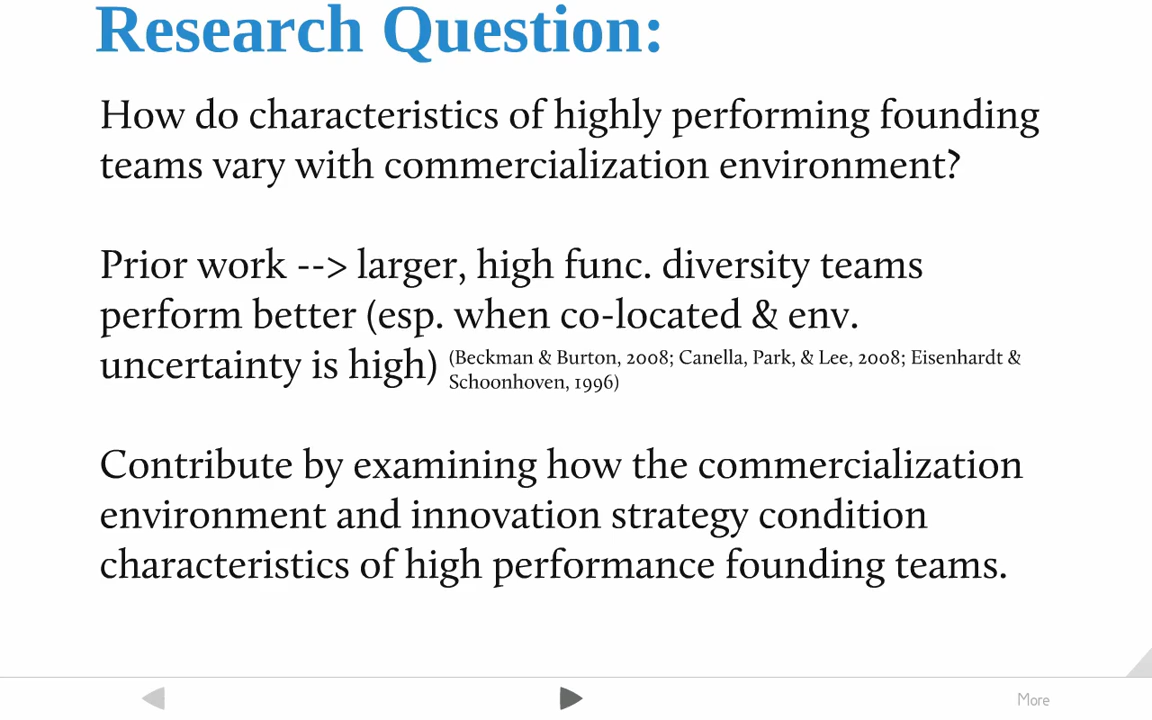 Research Question:
How do characteristics of highly performing founding
teams vary with commercialization environment?
Prior work --> larger, high func. diversity teams
perform better (esp. when co-located & env.
uncertainty is high) (Beckman & Burton, 2008; Canella, Park, & Lee, 2008; Eisenhardt &
Schoonhoven, 1996)
Contribute by examining how the commercialization
environment and innovation strategy condition
characteristics of high performance founding teams.
More